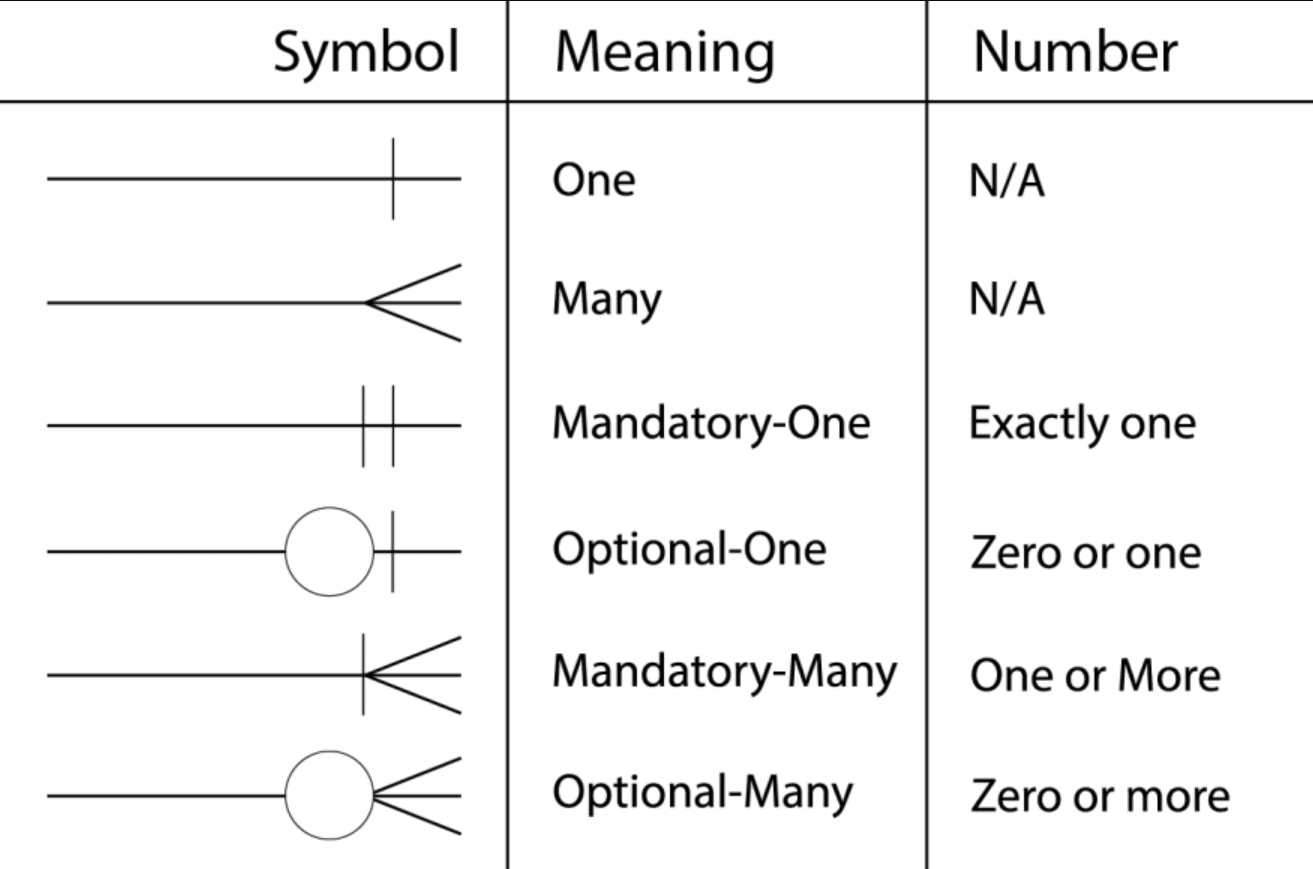 Symbol Meaning Number
One N/A
Many N/A
Mandatory-One Exactly one
Optional-One Zero or one
Mandatory-Many One or More
Optional-Many Zero or more